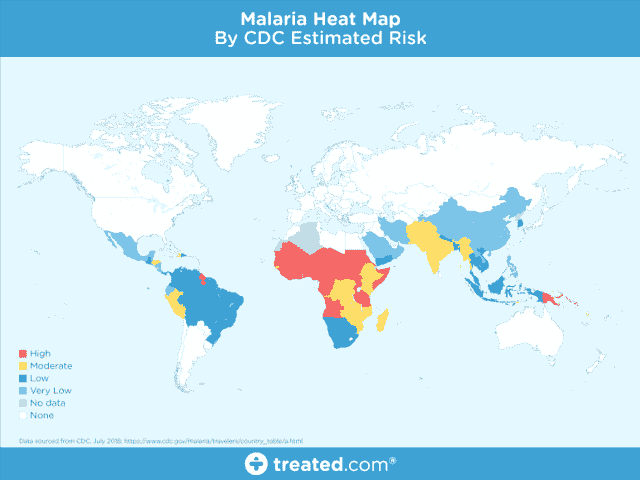 Malaria Heat Map
By CDC Estimated Risk
High
Moderate
Low
Very Low
No data
None
Data sourced from CDC, July 2018; https://www.cdc.gov/malaria/travelers/country_table/a.html
treated.com®